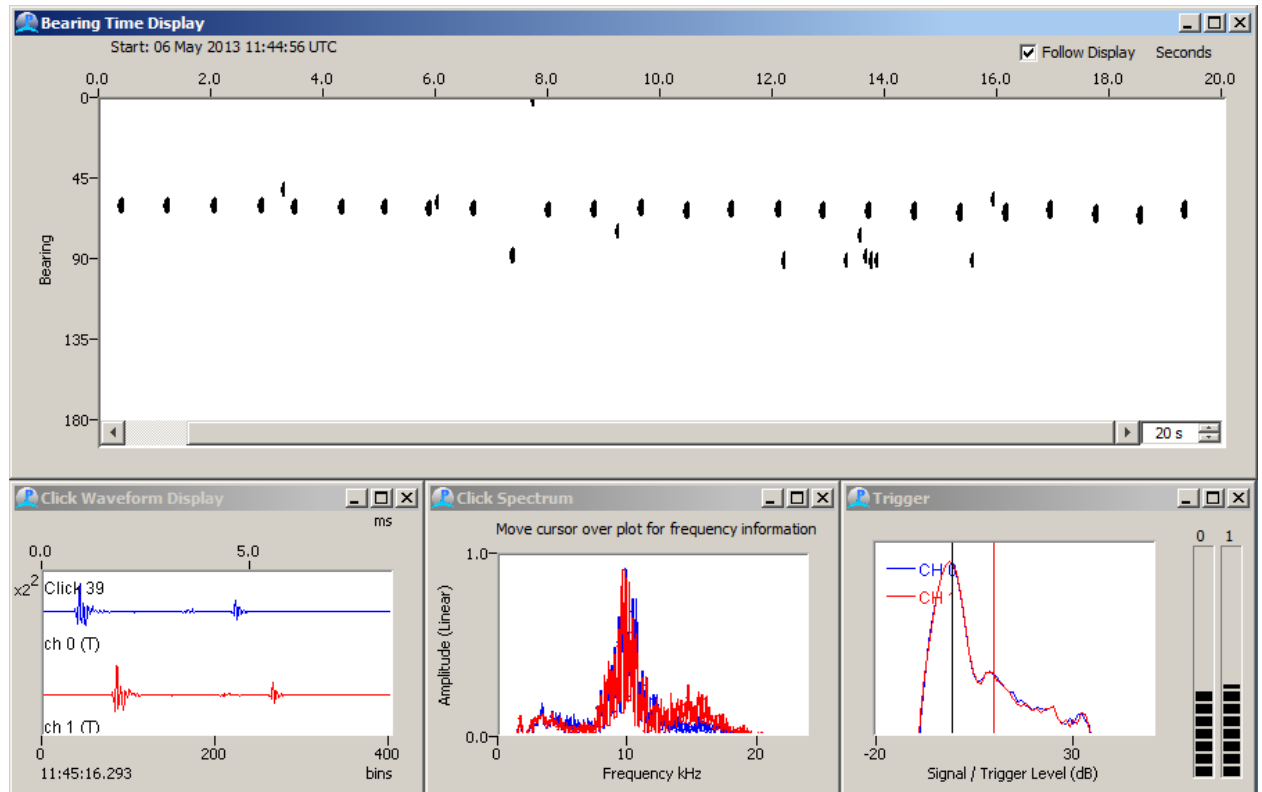 Bearing Time Display
Start: 06 May 2013 11:44:56 UTC
Follow Display Seconds
0.0 2.0 4.0 6.0 8.0 10.0 12.0 14.0 16.0 18.0 20.0
0
45
90
135
180
Bearing
20 s
Click Waveform Display
ms
0.0 5.0
x2 2
Click 39
ch 0 (T)
ch 1 (T)
0 200 400
11:45:16.293 bins
Click Spectrum
Move cursor over plot for frequency information
1.0
0.0
Amplitude (Linear)
0 10 20
Frequency kHz
Trigger
0 1
CH 0
CH 1
-20 30
Signal / Trigger Level (dB)